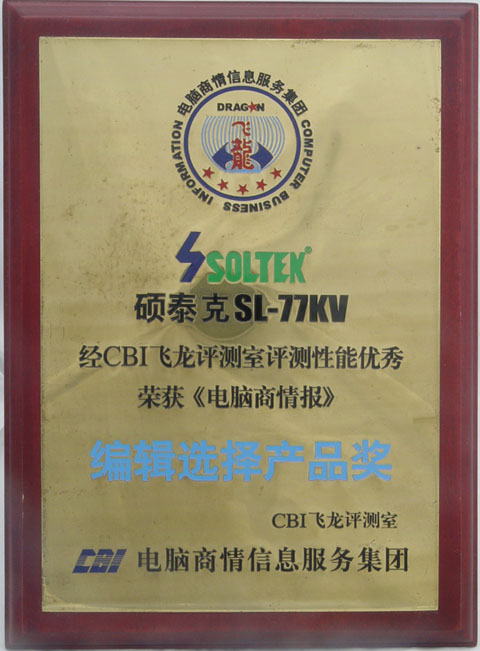 电脑商情信息服务集团
COMPUTER BUSINESS INFORMATION
DRAGON
飞龍
SOLTEK®
硕泰克SL-77KV
经CBI飞龙评测室评测性能优秀
荣获《电脑商情报》
编辑选择产品奖
CBI飞龙评测室
CBI 电脑商情信息服务集团